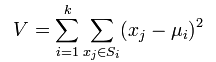 V = \sum_{i=1}^{k} \sum_{x_j \in S_i} (x_j - \mu_i)^2